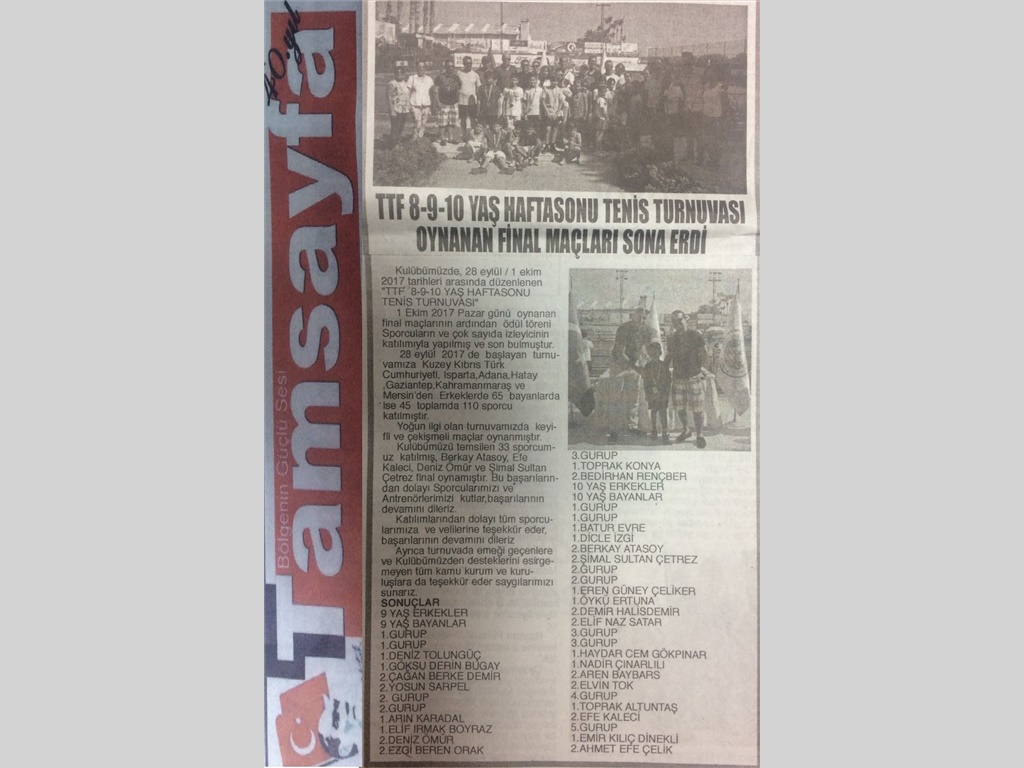 40.yıl
Tamsayfa
Bölgenin Güçlü Sesi
TTF 8-9-10 YAŞ HAFTASONU TENİS TURNUVASI
OYNANAN FİNAL MAÇLARI SONA ERDİ
Kulübümüzde, 28 eylül / 1 ekim
2017 tarihleri arasında düzenlenen
"TTF 8-9-10 YAŞ HAFTASONU
TENİS TURNUVASI"
1 Ekim 2017 Pazar günü oynanan
final maçlarının ardından ödül töreni
Sporcuların ve çok sayıda izleyicinin
katılımıyla yapılmış ve son bulmuştur.
28 eylül 2017 de başlayan turnu-
vamıza Kuzey Kıbrıs Türk
Cumhuriyeti, Isparta,Adana,Hatay
,Gaziantep,Kahramanmaraş ve
Mersin'den Erkeklerde 65 bayanlarda
ise 45 toplamda 110 sporcu
katılmıştır.
Yoğun ilgi olan turnuvamızda keyi-
fli ve çekişmeli maçlar oynanmıştır.
Kulübümüzü temsilen 33 sporcum-
uz katılmış, Berkay Atasoy, Efe
Kaleci, Deniz Ömür ve Şimal Sultan
Çetrez final oynamıştır. Bu başarıların-
dan dolayı Sporcularımızı ve
Antrenörlerimizi kutlar,başarılarının
devamını dileriz.
Katılımlarından dolayı tüm sporcu-
larımıza ve velilerine teşekkür eder,
başarılarının devamını dileriz
Ayrıca turnuvada emeği geçenlere
ve Kulübümüzden desteklerini esirge-
meyen tüm kamu kurum ve kuru-
luşlara da teşekkür eder saygılarımızı
sunarız.
SONUÇLAR
9 YAŞ ERKEKLER
9 YAŞ BAYANLAR
1.GURUP
1.GURUP
1.DENİZ TOLUNGÜÇ
1.GÖKSU DERİN BUGAY
2.ÇAĞAN BERKE DEMİR
2.YOSUN SARPEL
2. GURUP
2.GURUP
1.ARIN KARADAL
1.ELİF IRMAK BOYRAZ
2.DENİZ ÖMÜR
2.EZGİ BEREN ORAK
3.GURUP
1.TOPRAK KONYA
2.BEDİRHAN RENÇBER
10 YAŞ ERKEKLER
10 YAŞ BAYANLAR
1.GURUP
1.GURUP
1.BATUR EVRE
1.DİCLE İZGİ
2.BERKAY ATASOY
2.ŞİMAL SULTAN ÇETREZ
2.GURUP
2.GURUP
1.EREN GÜNEY ÇELİKER
1.ÖYKÜ ERTUNA
2.DEMİR HALİSDEMİR
2.ELİF NAZ SATAR
3.GURUP
3.GURUP
1.HAYDAR CEM GÖKPINAR
1.NADİR ÇINARLILI
2.AREN BAYBARS
2.ELVİN TOK
4.GURUP
1.TOPRAK ALTUNTAŞ
2.EFE KALECİ
5.GURUP
1.EMİR KILIÇ DİNEKLİ
2.AHMET EFE ÇELİK